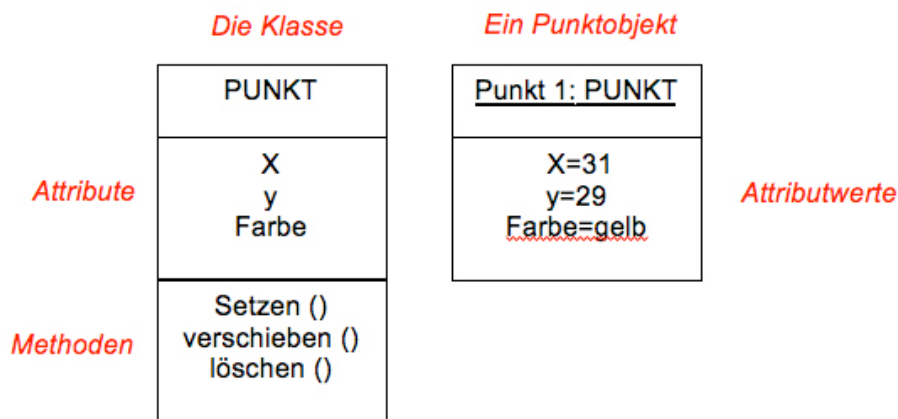 Die Klasse
Ein Punktobjekt
PUNKT
Punkt 1: PUNKT
Attribute
X
y
Farbe
X=31
y=29
Farbe=gelb
Attributwerte
Methoden
Setzen ()
verschieben ()
löschen ()